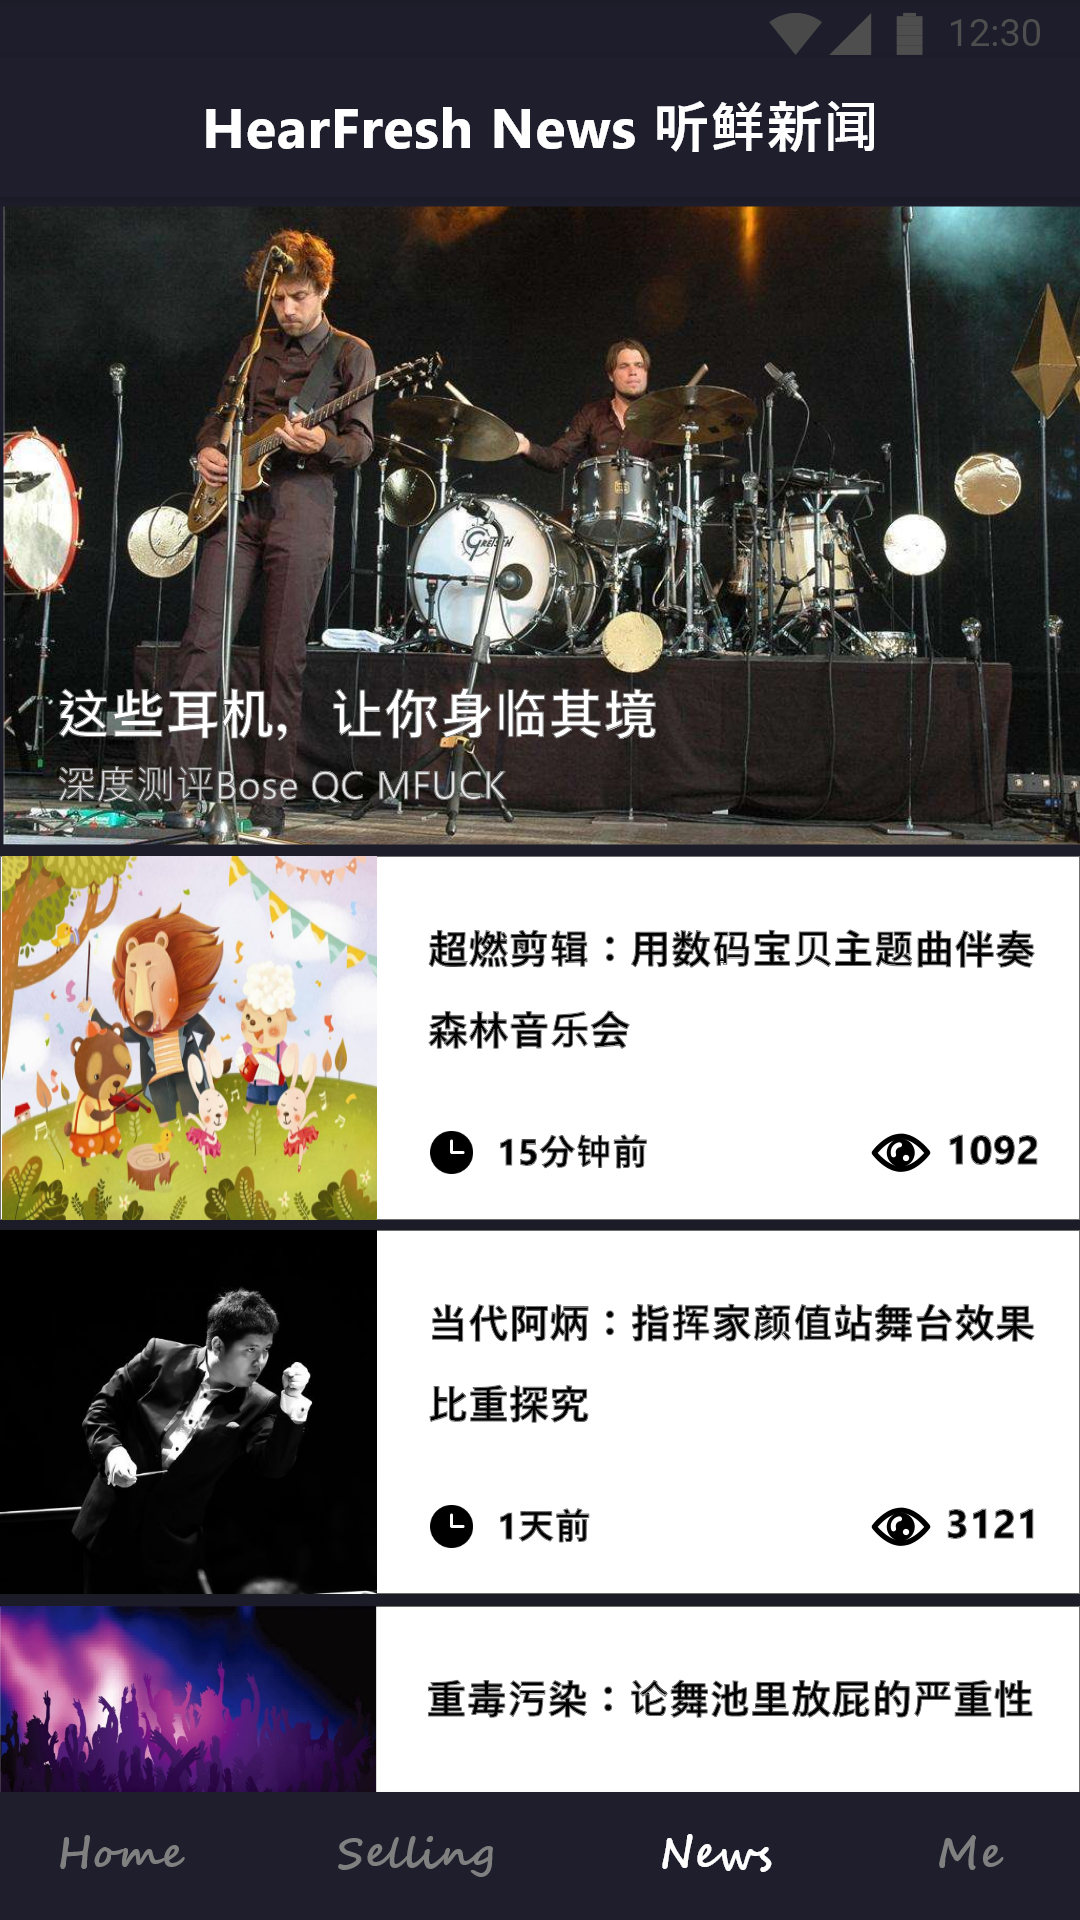 12:30
HearFresh News 听鲜新闻
GRETSCH
这些耳机，让你身临其境
深度测评Bose QC MFUCK
超燃剪辑：用数码宝贝主题曲伴奏
森林音乐会
15分钟前 1092
当代阿炳：指挥家颜值站舞台效果
比重探究
1天前 3121
重毒污染：论舞池里放屁的严重性
Home Selling News Me